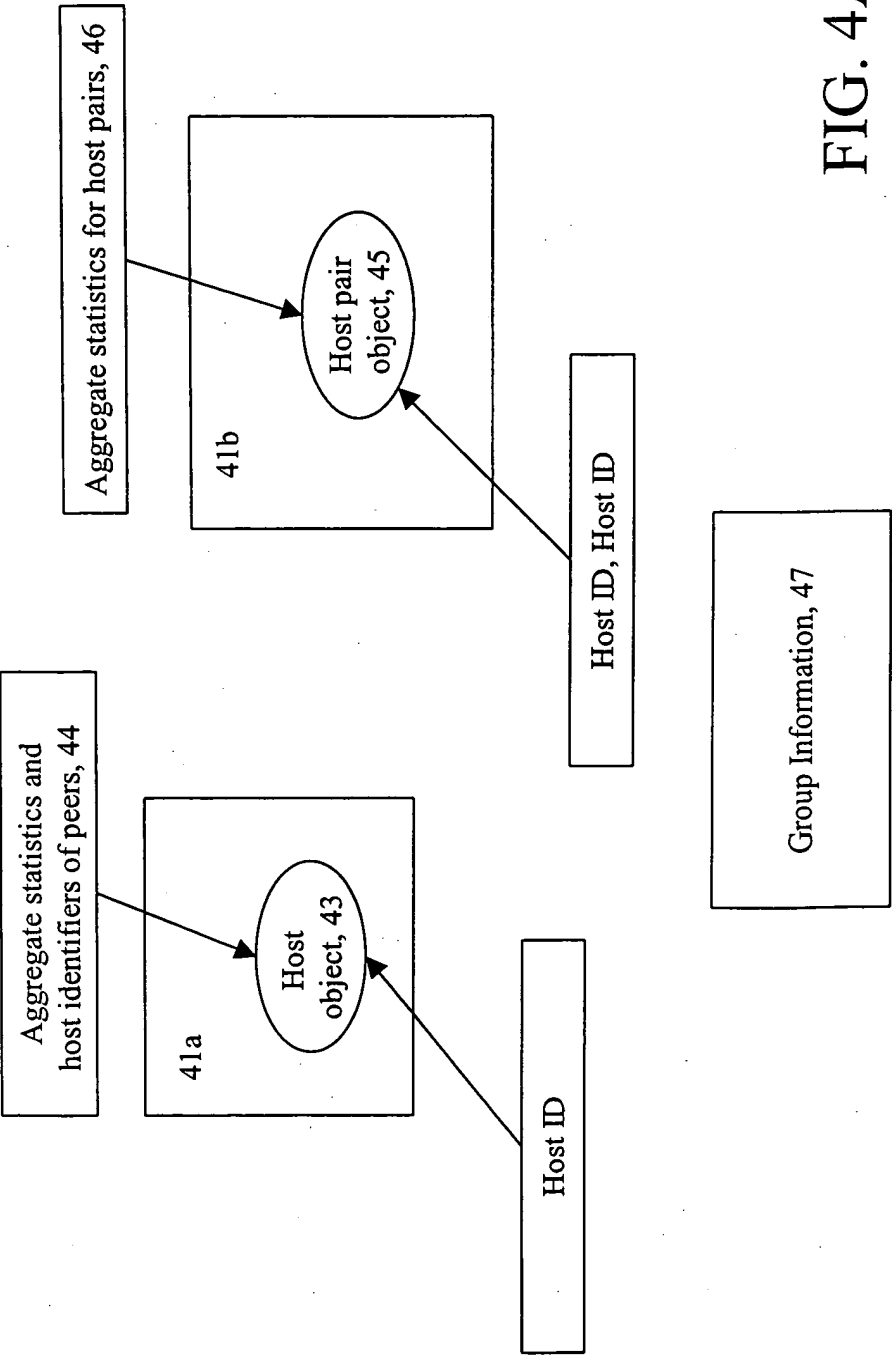 Aggregate statistics and
host identifiers of peers, 44
41a
Host
object, 43
Host ID
Aggregate statistics for host pairs, 46
41b
Host pair
object, 45
Host ID, Host ID
Group Information, 47
FIG. 4A